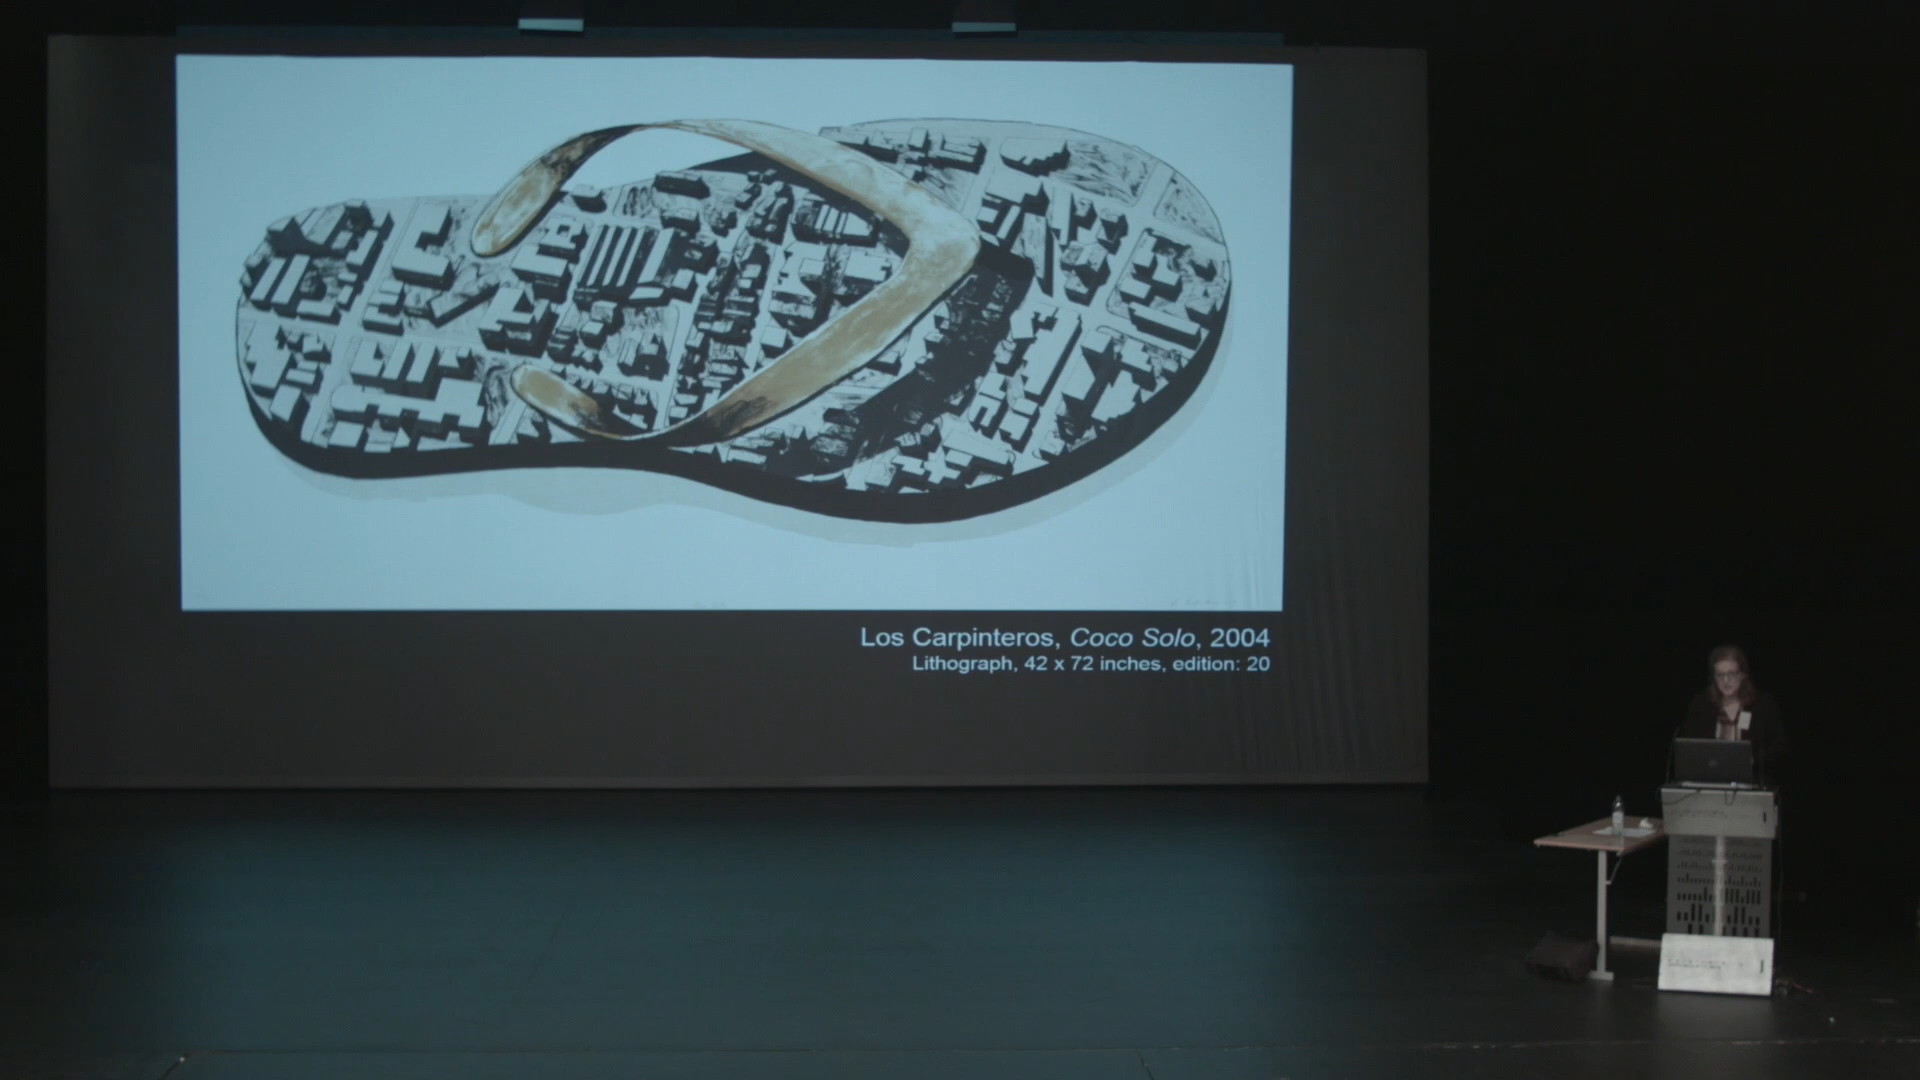 Los Carpinteros, Coco Solo, 2004
Lithograph, 42 x 72 inches, edition: 20